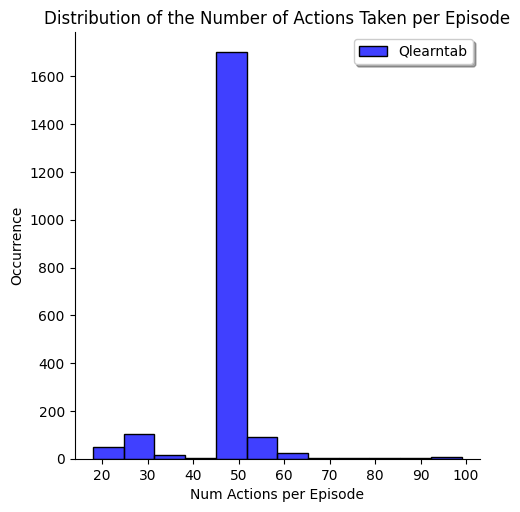 Distribution of the Number of Actions Taken per Episode
Qlearntab
1600
1400
1200
1000
800
600
400
200
0
Occurrence
20 30 40 50 60 70 80 90 100
Num Actions per Episode